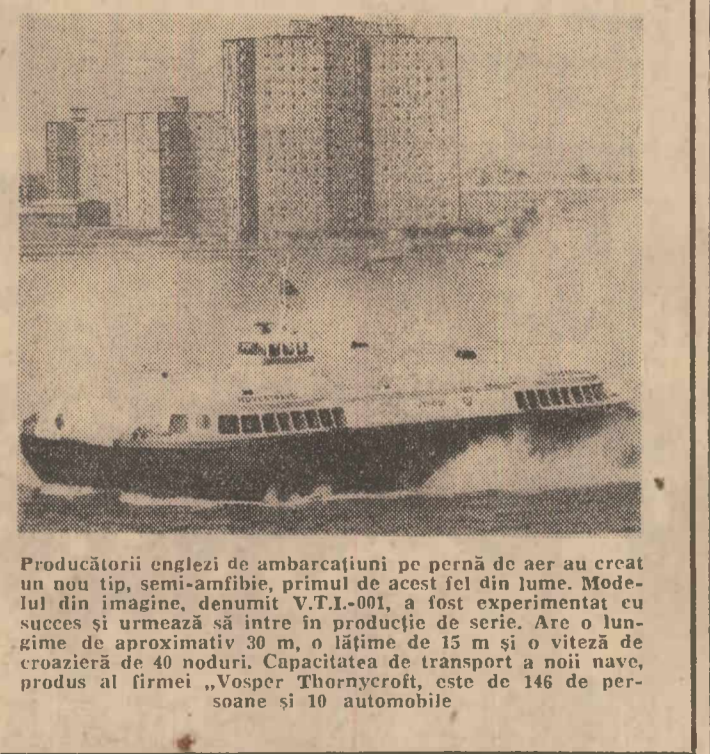 Producătorii englezi de ambarcațiuni pe pernă de aer au creat
un nou tip, semi-amfibie, primul de acest fel din lume. Mode-
lul din imagine, denumit V.T.I.-001, a fost experimentat cu
succes și urmează să intre în producție de serie. Are o lun-
gime de aproximativ 30 m, o lățime de 15 m și o viteză de
croazieră de 40 noduri. Capacitatea de transport a noii nave,
produs al firmei „Vosper Thornycroft, este de 146 de per-
soane și 10 automobile